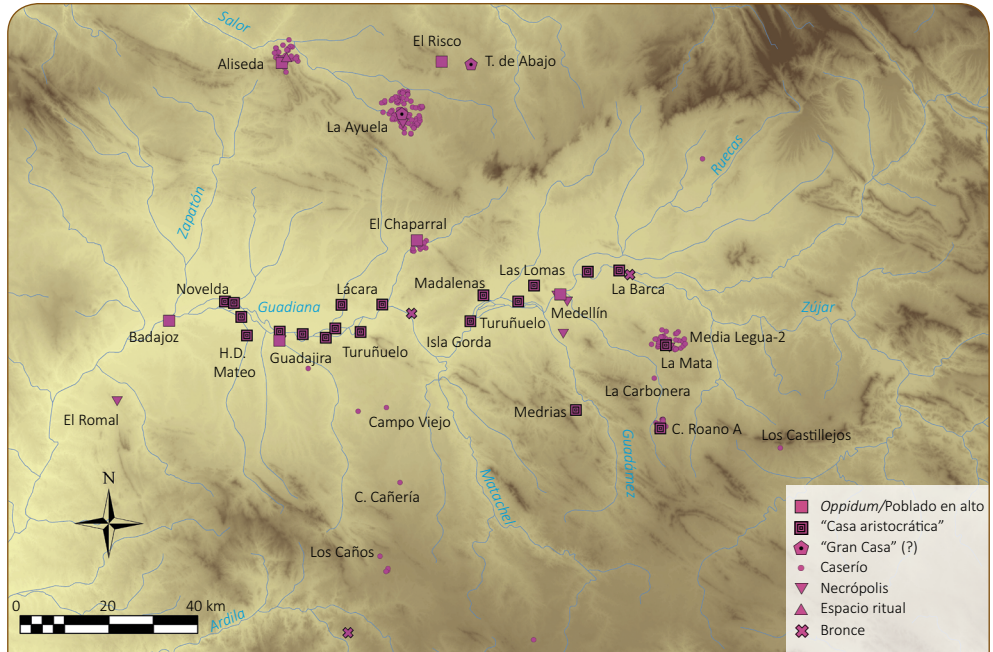 Salor
El Risco
Aliseda
T. de Abajo
La Ayuela
Ruecas
Zapatón
El Chaparral
Las Lomas
Madalenas
Novelda
Lácara
La Barca
Guadiana
Zújar
Medellín
Turuñuelo
Badajoz
Isla Gorda
Media Legua-2
H.D.
Mateo
Guadajira
Turuñuelo
La Mata
La Carbonera
El Romal
Campo Viejo
Medrias
C. Roano A
Los Castillejos
Guadámez
N
C. Cañería
Matachel
Oppidum/Poblado en alto
“Casa aristocrática”
“Gran Casa” (?)
Caserío
Necrópolis
Espacio ritual
Bronce
Los Caños
0 20 40 km
Ardila